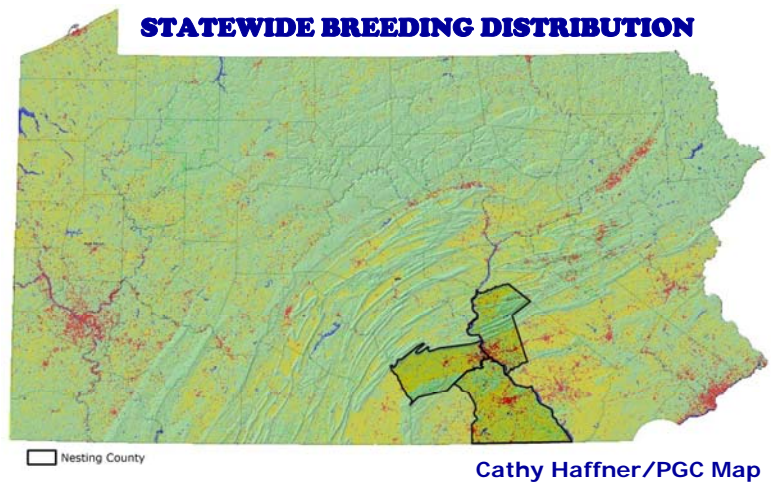 STATEWIDE BREEDING DISTRIBUTION
Nesting County
Cathy Haffner/PGC Map